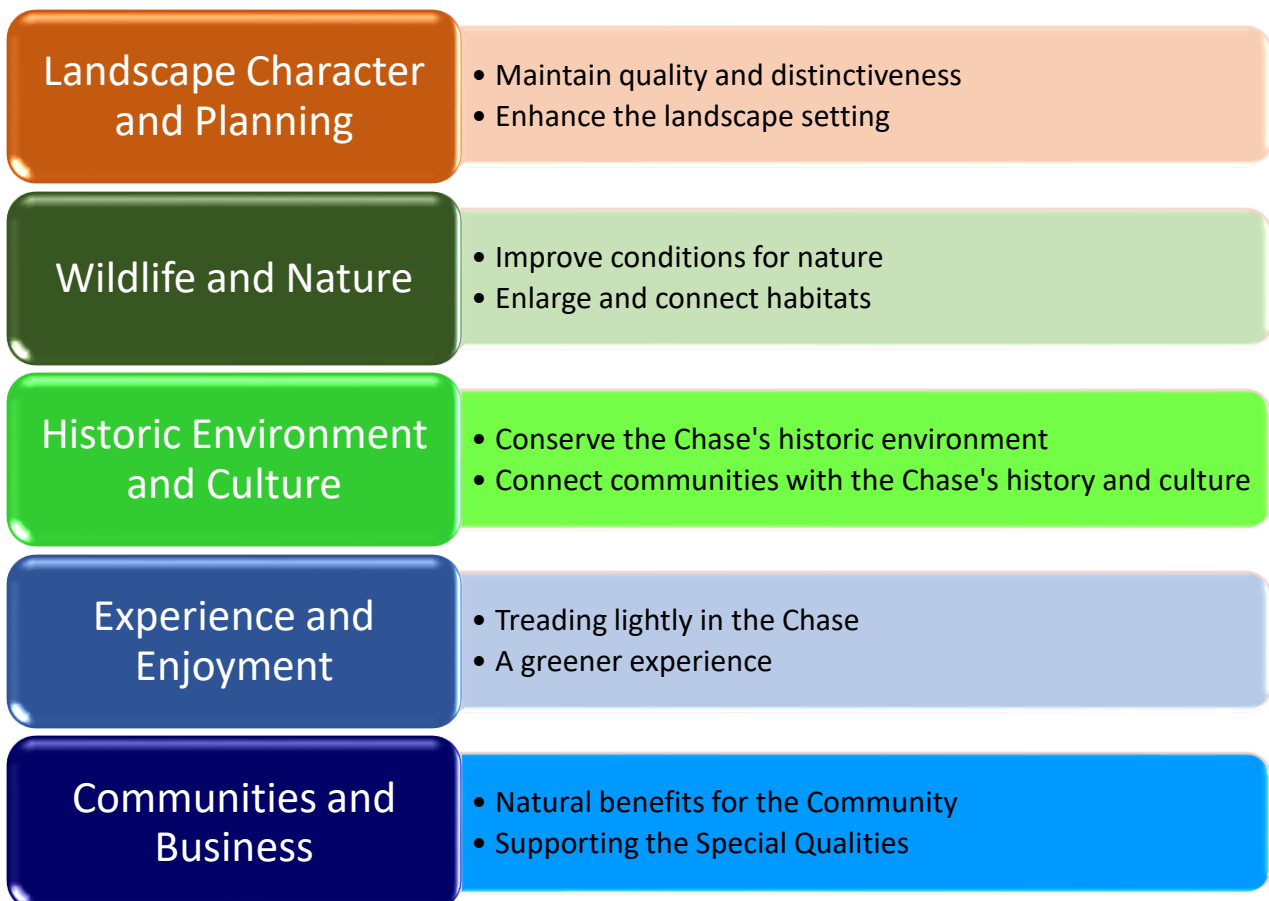 Landscape Character
and Planning
• Maintain quality and distinctiveness
• Enhance the landscape setting
Wildlife and Nature
• Improve conditions for nature
• Enlarge and connect habitats
Historic Environment
and Culture
• Conserve the Chase's historic environment
• Connect communities with the Chase's history and culture
Experience and
Enjoyment
• Treading lightly in the Chase
• A greener experience
Communities and
Business
• Natural benefits for the Community
• Supporting the Special Qualities